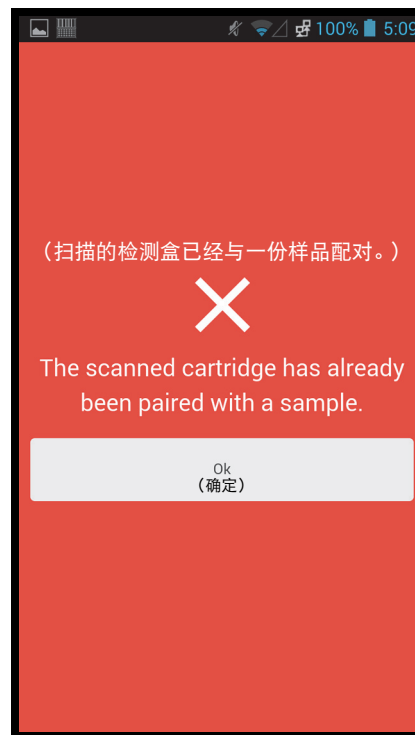 100% 5:09
（扫描的检测盒已经与一份样品配对。）
The scanned cartridge has already
been paired with a sample.
Ok
（确定）